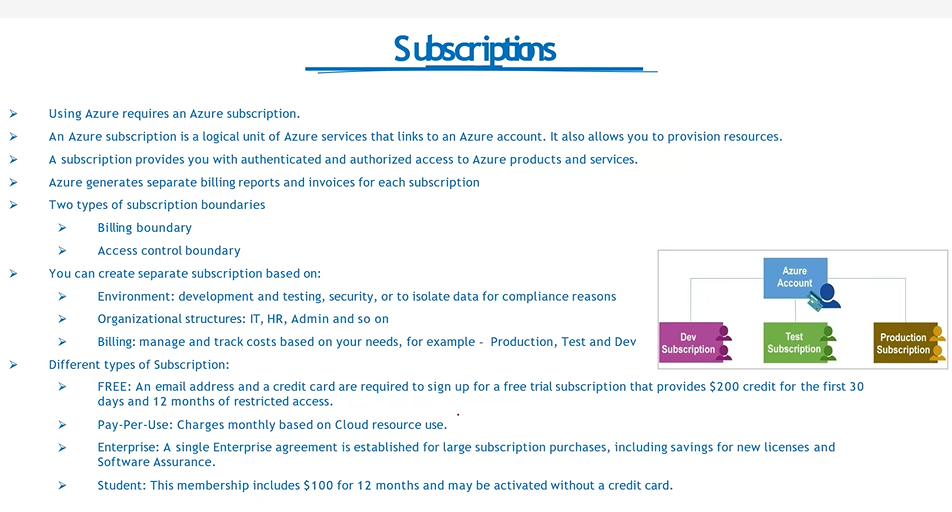 Subscriptions
Using Azure requires an Azure subscription.
An Azure subscription is a logical unit of Azure services that links to an Azure account. It also allows you to provision resources.
A subscription provides you with authenticated and authorized access to Azure products and services.
Azure generates separate billing reports and invoices for each subscription
Two types of subscription boundaries
Billing boundary
Access control boundary
You can create separate subscription based on:
Environment: development and testing, security, or to isolate data for compliance reasons
Organizational structures: IT, HR, Admin and so on
Billing: manage and track costs based on your needs, for example - Production, Test and Dev
Azure
Account
Dev
Subscription
Test
Subscription
Production
Subscription
Different types of Subscription:
FREE: An email address and a credit card are required to sign up for a free trial subscription that provides $200 credit for the first 30
days and 12 months of restricted access.
Pay-Per-Use: Charges monthly based on Cloud resource use.
Enterprise: A single Enterprise agreement is established for large subscription purchases, including savings for new licenses and
Software Assurance.
Student: This membership includes $100 for 12 months and may be activated without a credit card.